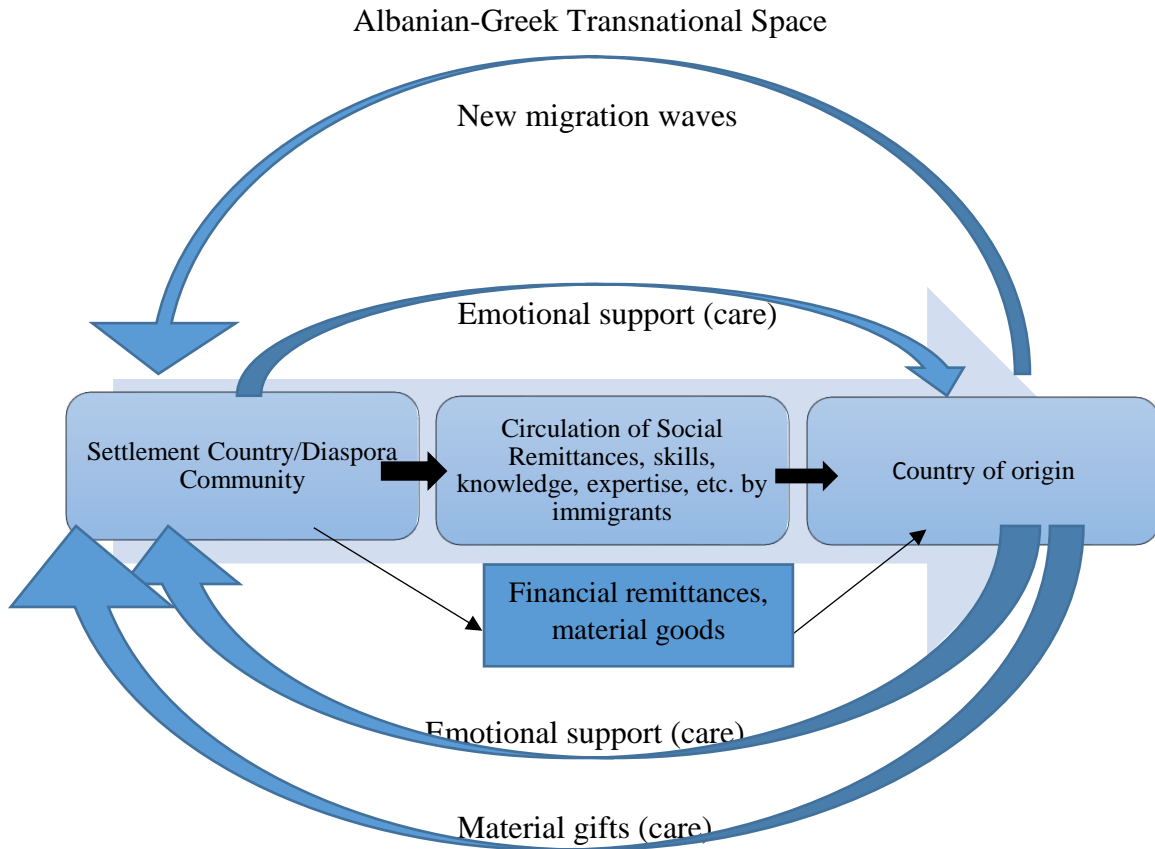 Albanian-Greek Transnational Space
New migration waves
Emotional support (care)
Settlement Country/Diaspora
Community
Circulation of Social
Remittances, skills,
knowledge, expertise, etc. by
immigrants
Country of origin
Financial remittances,
material goods
Emotional support (care)
Material gifts (care)